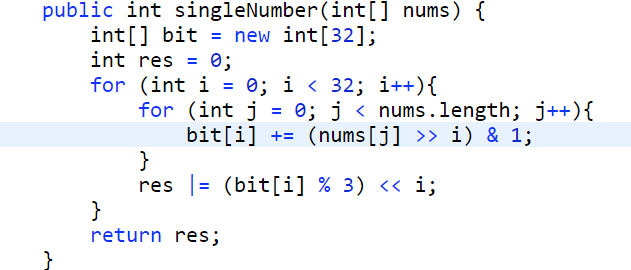 public int singleNumber(int[] nums) {
    int[] bit = new int[32];
    int res = 0;
    for (int i = 0; i < 32; i++){
        for (int j = 0; j < nums.length; j++){
            bit[i] += (nums[j] >> i) & 1;
        }
        res |= (bit[i] % 3) << i;
    }
    return res;
}